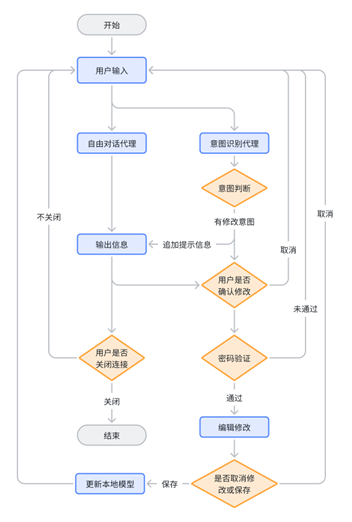 开始
用户输入
自由对话代理
意图识别代理
意图判断
不关闭
有修改意图
取消
输出信息
追加提示信息
取消
用户是否
确认修改
未通过
用户是否
关闭连接
密码验证
关闭
通过
结束
编辑修改
更新本地模型
保存
是否取消修
改或保存